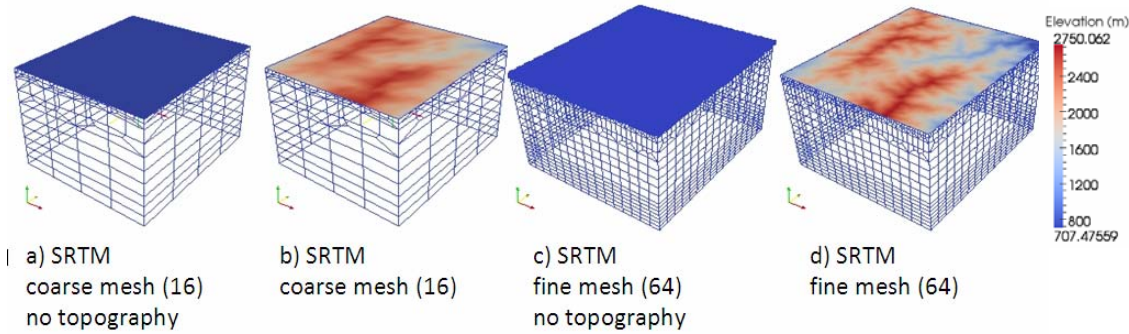 Elevation (m)
2750.062
2400
2000
1600
1200
800
707.47559
a) SRTM
coarse mesh (16)
no topography
b) SRTM
coarse mesh (16)
c) SRTM
fine mesh (64)
no topography
d) SRTM
fine mesh (64)